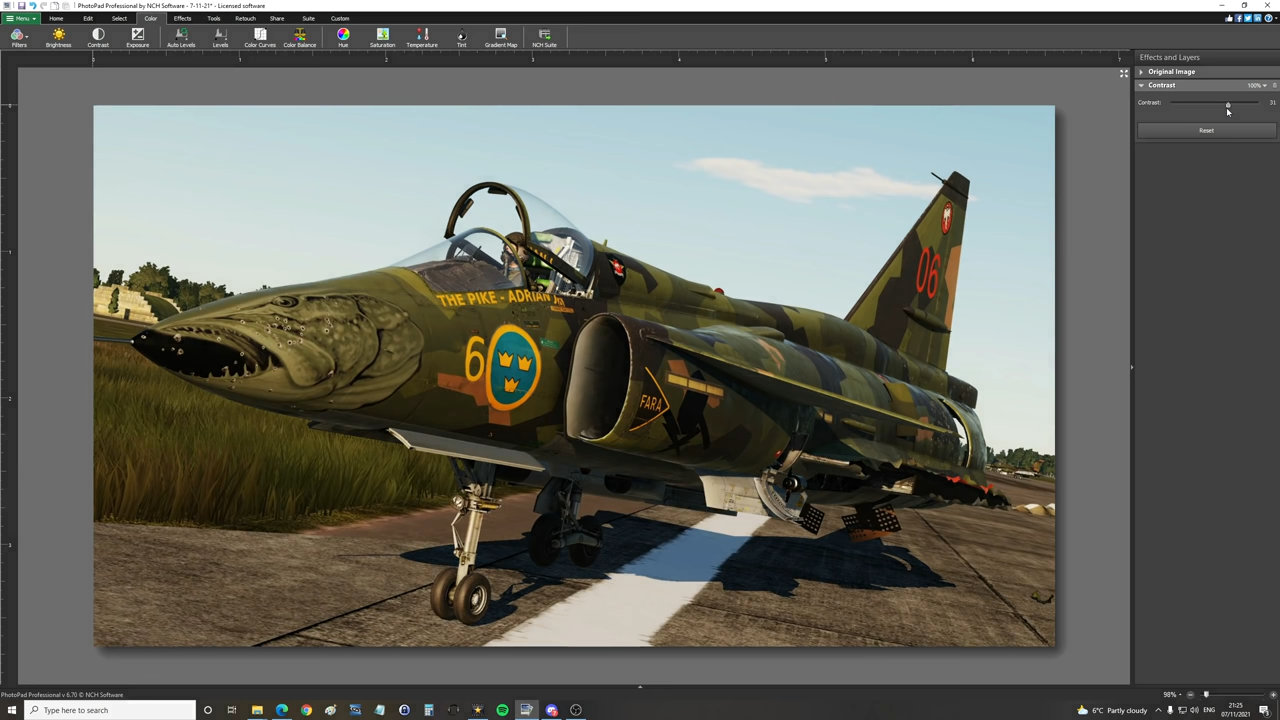 PhotoPad Professional by NCH Software - 7-11-21* - Licensed software
Menu Home Edit Select Color Effects Tools Retouch Share Suite Custom
Filters Brightness Contrast Exposure Auto Levels Levels Color Curves Color Balance Hue Saturation Temperature Tint Gradient Map NCH Suite
Effects and Layers
Original Image
Contrast 100%
Contrast: 31
Reset
06
THE PIKE - ADRIAN
6
FARA
PhotoPad Professional v 6.70 © NCH Software
98%
Type here to search
6°C Partly cloudy
ENG
21:25
07/11/2021